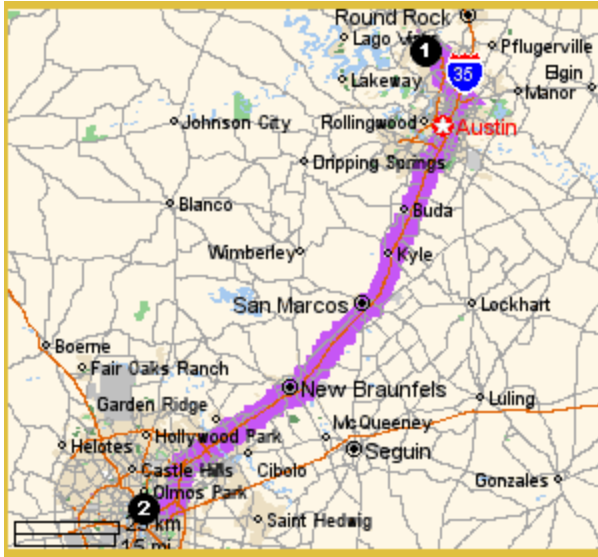 Round Rock
Lago
1
Pflugerville
35
Elgin
Lakeway
Manor
Johnson City
Rollingwood
Austin
Dripping Springs
Blanco
Buda
Wimberley
Kyle
San Marcos
Lockhart
Boerne
Fair Oaks Ranch
New Braunfels
Luling
Garden Ridge
McQueeney
Helotes
Hollywood Park
Seguin
Castle Hills
Cibolo
Gonzales
Olmos Park
2
Saint Hedwig
km
15 mi